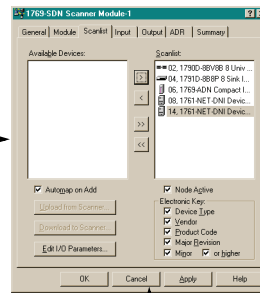 1769-SDN Scanner Module-1
General Module Scanlist Input Output ADR Summary
Available Devices:
Scanlist:
02, 1790D-8BV8B 8 Univ...
04, 1791D-8B8P 8 Sink I...
06, 1769-ADN Compact I...
08, 1761-NET-DNI Devic...
14, 1761-NET-DNI Devic...
>
<
>>
<<
Automap on Add
Node Active
Upload from Scanner...
Download to Scanner...
Edit I/O Parameters...
Electronic Key:
Device Type
Vendor
Product Code
Major Revision
Minor or higher
OK Cancel Apply Help